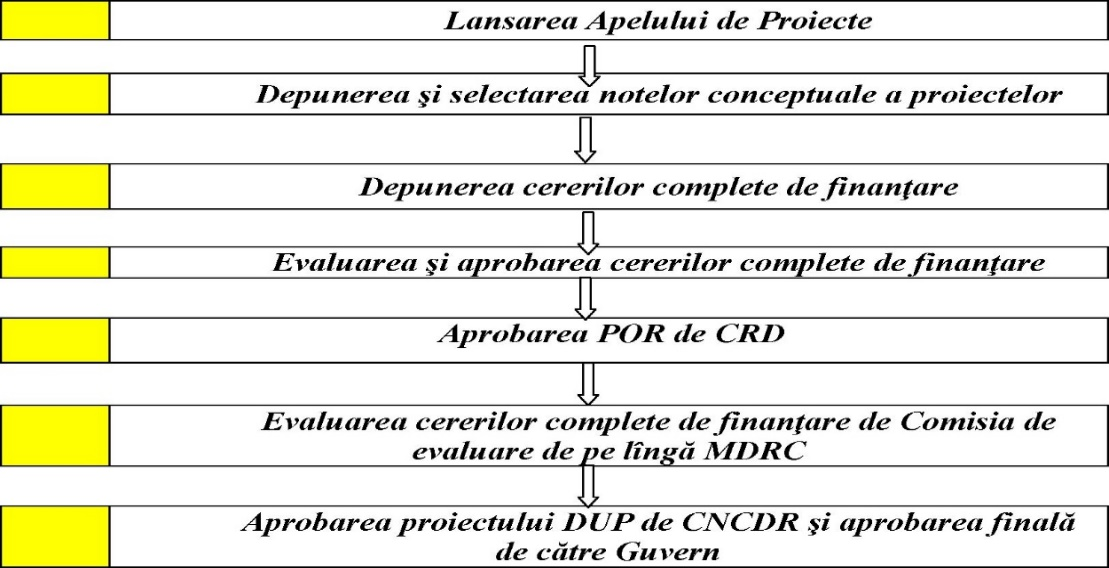 Lansarea Apelului de Proiecte
Depunerea şi selectarea notelor conceptuale a proiectelor
Depunerea cererilor complete de finanţare
Evaluarea şi aprobarea cererilor complete de finanţare
Aprobarea POR de CRD
Evaluarea cererilor complete de finanţare de Comisia de
evaluare de pe lîngă MDRC
Aprobarea proiectului DUP de CNCDR şi aprobarea finală
de către Guvern